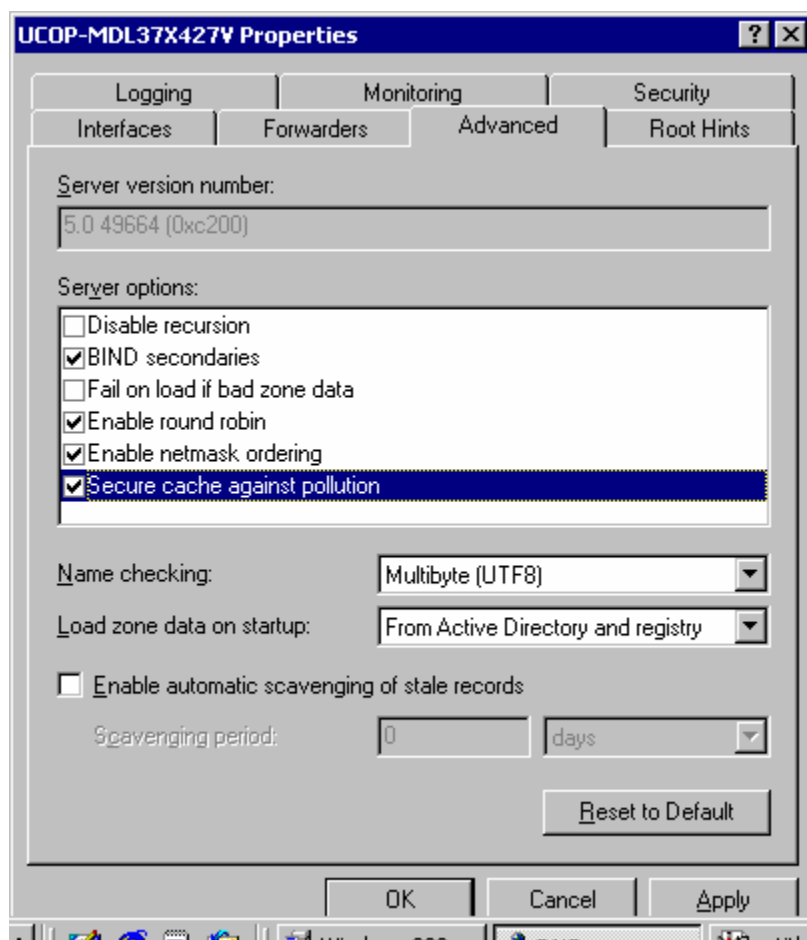 UCOP-MDL37X427V Properties
Logging Monitoring Security
Interfaces Forwarders Advanced Root Hints
Server version number:
5.0 49664 (0xc200)
Server options:
Disable recursion
BIND secondaries
Fail on load if bad zone data
Enable round robin
Enable netmask ordering
Secure cache against pollution
Name checking: Multibyte (UTF8)
Load zone data on startup: From Active Directory and registry
Enable automatic scavenging of stale records
Scavenging period: 0 days
Reset to Default
OK Cancel Apply